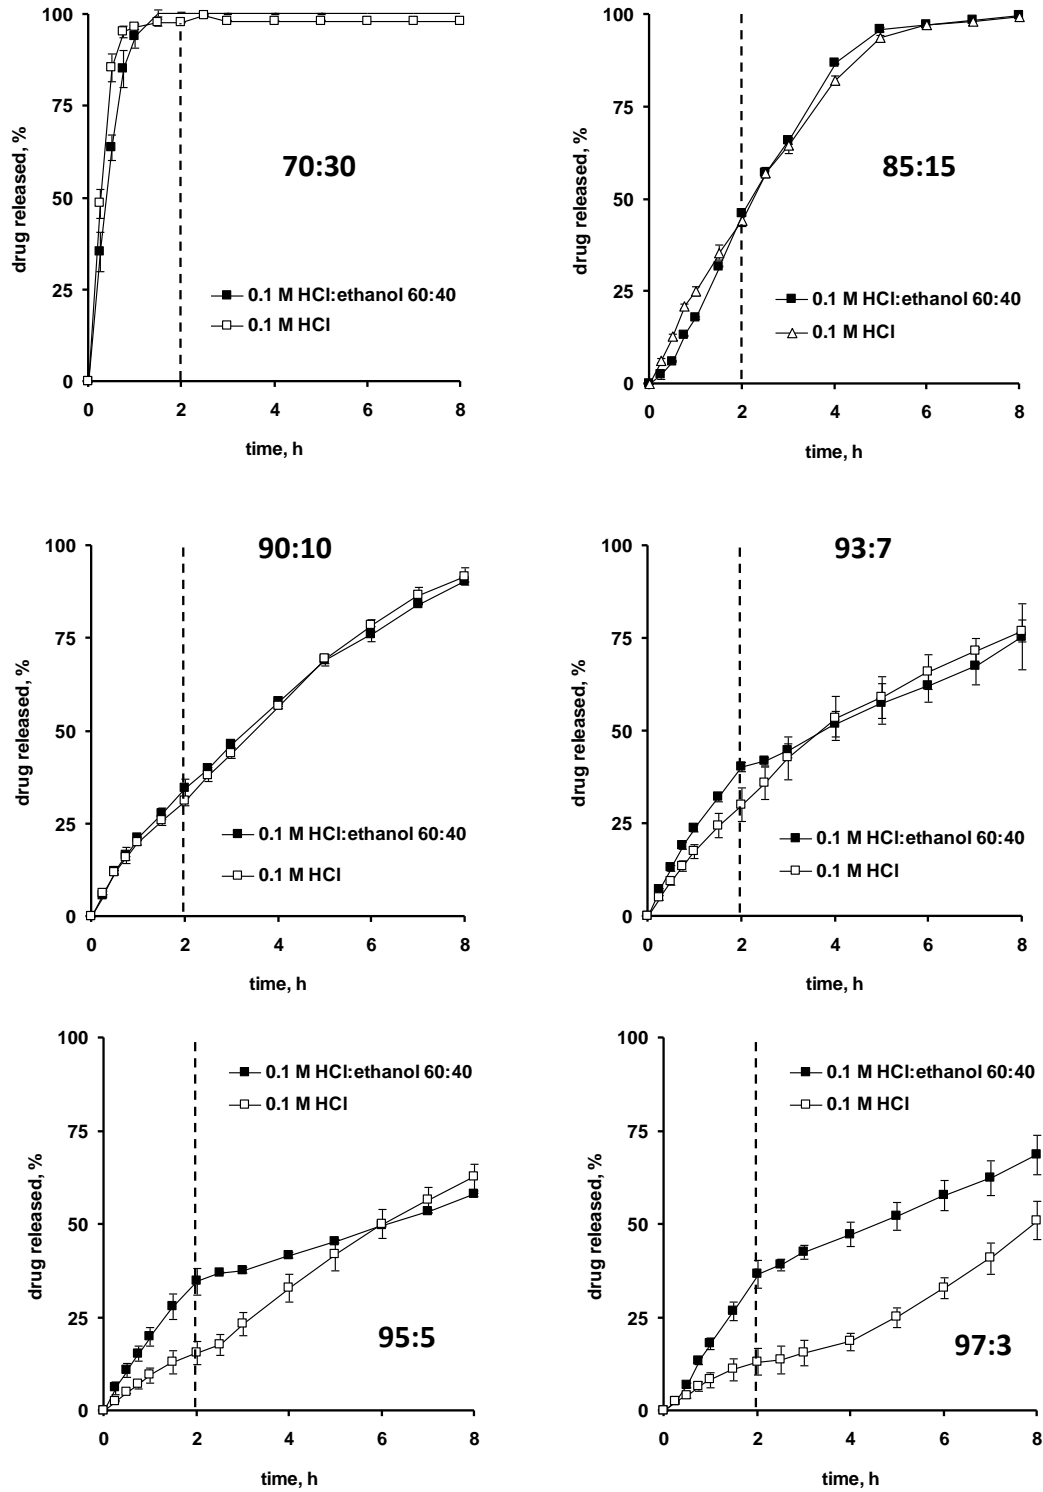 100
75
50
25
0
drug released, %
70:30
0.1 M HCl:ethanol 60:40
0.1 M HCl
0 2 4 6 8
time, h
100
75
50
25
0
drug released, %
85:15
0.1 M HCl:ethanol 60:40
0.1 M HCl
0 2 4 6 8
time, h
100
75
50
25
0
drug released, %
90:10
0.1 M HCl:ethanol 60:40
0.1 M HCl
0 2 4 6 8
time, h
100
75
50
25
0
drug released, %
93:7
0.1 M HCl:ethanol 60:40
0.1 M HCl
0 2 4 6 8
time, h
100
75
50
25
0
drug released, %
0.1 M HCl:ethanol 60:40
0.1 M HCl
95:5
0 2 4 6 8
time, h
100
75
50
25
0
drug released, %
0.1 M HCl:ethanol 60:40
0.1 M HCl
97:3
0 2 4 6 8
time, h